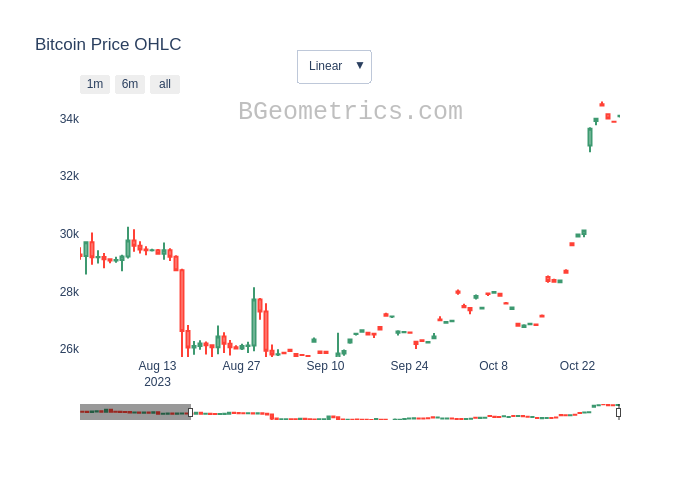 Bitcoin Price OHLC
Linear ▼
1m 6m all
BGeometrics.com
34k
32k
30k
28k
26k
Aug 13 Aug 27 Sep 10 Sep 24 Oct 8 Oct 22
2023